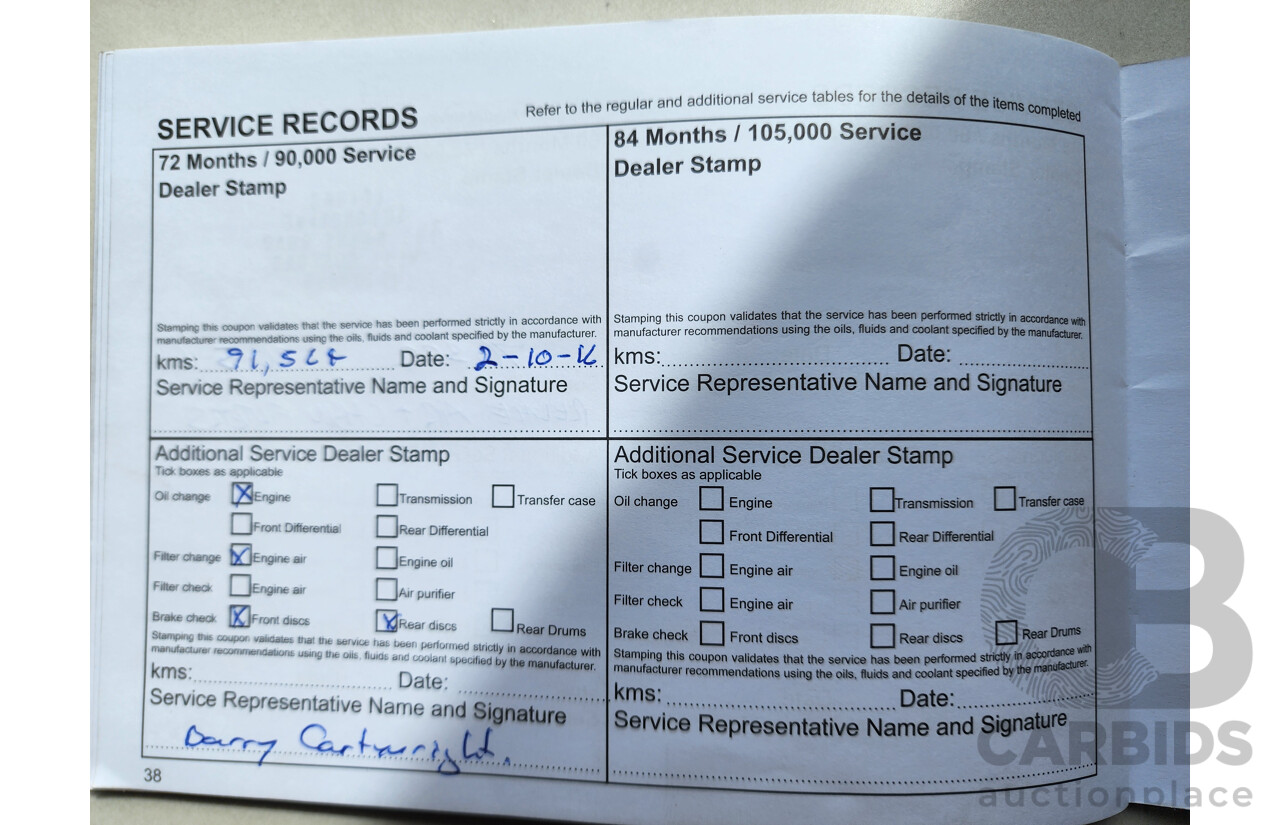 SERVICE RECORDS
Refer to the regular and additional service tables for the details of the items completed
72 Months / 90,000 Service
Dealer Stamp
Stamping this coupon validates that the service has been performed strictly in accordance with
manufacturer recommendations using the oils, fluids and coolant specified by the manufacturer.
kms: Date: 2-10-16
Service Representative Name and Signature
Additional Service Dealer Stamp
Tick boxes as applicable
Oil change Engine Transmission Transfer case
Front Differential Rear Differential
Filter change Engine air Engine oil
Filter check Engine air Air purifier
Brake check Front discs Rear discs Rear Drums
Stamping this coupon validates that the service has been performed strictly in accordance with
manufacturer recommendations using the oils, fluids and coolant specified by the manufacturer.
kms: Date:
Service Representative Name and Signature
Barry Cartwright.
38
84 Months / 105,000 Service
Dealer Stamp
Stamping this coupon validates that the service has been performed strictly in accordance with
manufacturer recommendations using the oils, fluids and coolant specified by the manufacturer.
kms: Date:
Service Representative Name and Signature
Additional Service Dealer Stamp
Tick boxes as applicable
Oil change Engine Transmission Transfer case
Front Differential Rear Differential
Filter change Engine air Engine oil
Filter check Engine air Air purifier
Brake check Front discs Rear discs Rear Drums
Stamping this coupon validates that the service has been performed strictly in accordance with
manufacturer recommendations using the oils, fluids and coolant specified by the manufacturer.
kms: Date:
Service Representative Name and Signature
CARBIDS
auctionplace